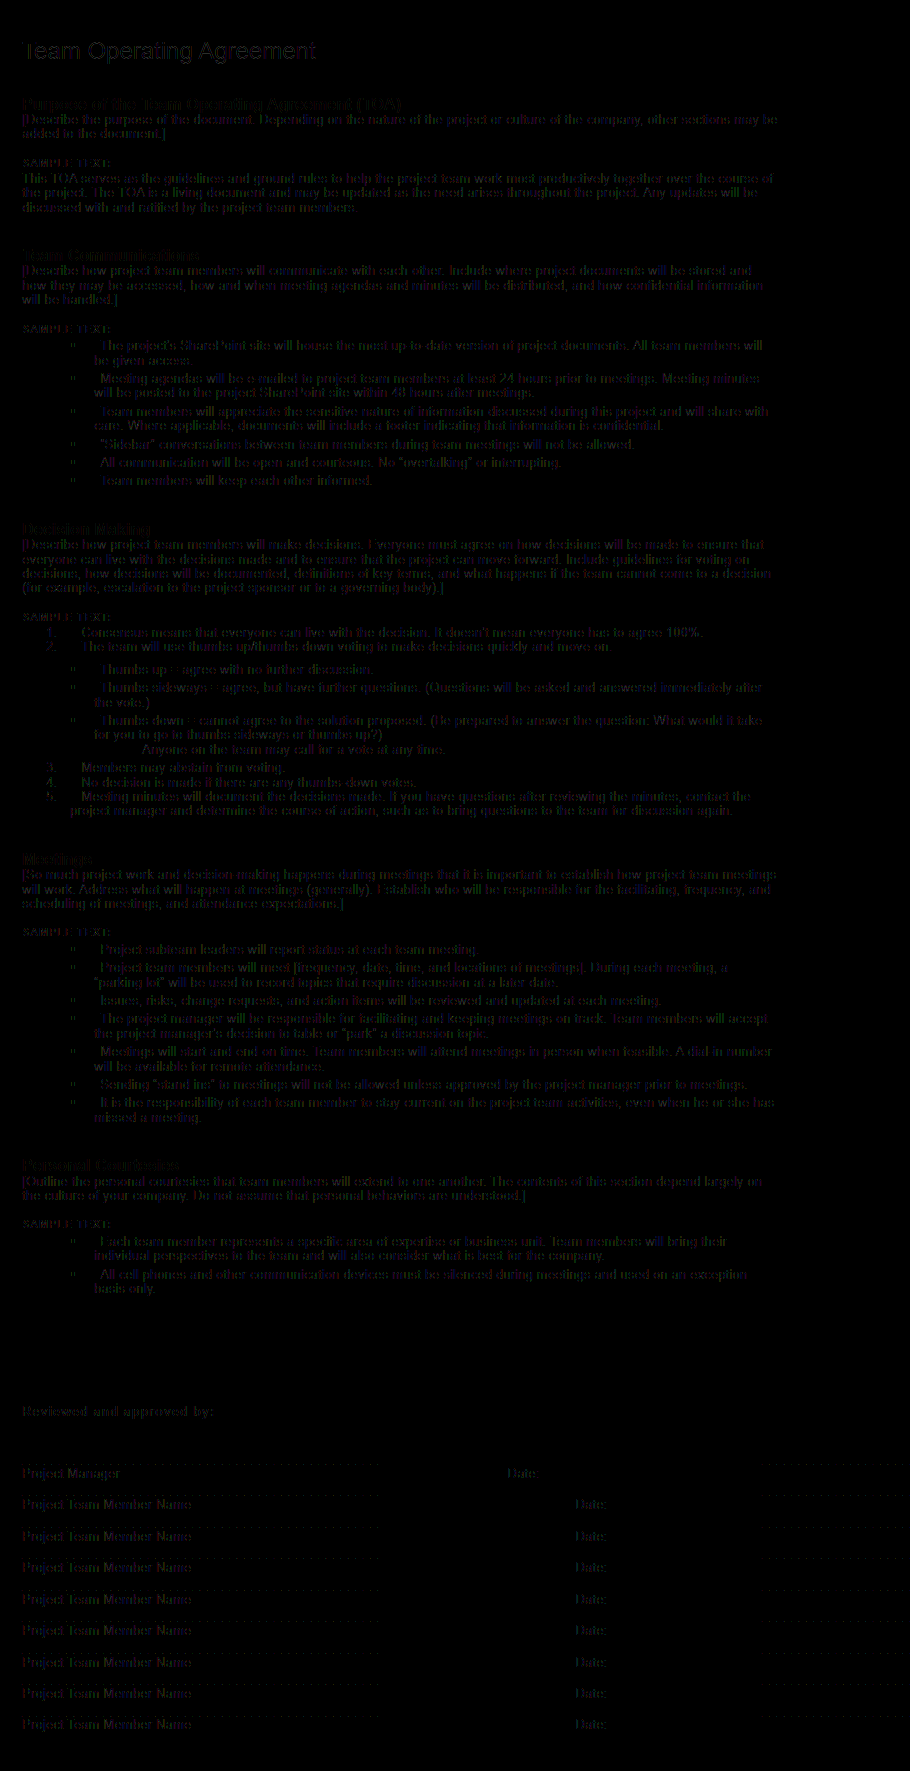 Team Operating Agreement
Purpose of the Team Operating Agreement (TOA)
[Describe the purpose of the document. Depending on the nature of the project or culture of the company, other sections may be
added to the document.]
SAMPLE TEXT:
This TOA serves as the guidelines and ground rules to help the project team work most productively together over the course of
the project. The TOA is a living document and may be updated as the need arises throughout the project. Any updates will be
discussed with and ratified by the project team members.
Team Communications
[Describe how project team members will communicate with each other. Include where project documents will be stored and
how they may be accessed, how and when meeting agendas and minutes will be distributed, and how confidential information
will be handled.]
SAMPLE TEXT:
" The project's SharePoint site will house the most up-to-date version of project documents. All team members will
be given access.
" Meeting agendas will be e-mailed to project team members at least 24 hours prior to meetings. Meeting minutes
will be posted to the project SharePoint site within 48 hours after meetings.
" Team members will appreciate the sensitive nature of information discussed during this project and will share with
care. Where applicable, documents will include a footer indicating that information is confidential.
" "Sidebar" conversations between team members during team meetings will not be allowed.
" All communication will be open and courteous. No "overtalking" or interrupting.
" Team members will keep each other informed.
Decision Making
[Describe how project team members will make decisions. Everyone must agree on how decisions will be made to ensure that
everyone can live with the decisions made and to ensure that the project can move forward. Include guidelines for voting on
decisions, how decisions will be documented, definitions of key terms, and what happens if the team cannot come to a decision
(for example, escalation to the project sponsor or to a governing body).]
SAMPLE TEXT:
1. Consensus means that everyone can live with the decision. It doesn't mean everyone has to agree 100%.
2. The team will use thumbs up/thumbs down voting to make decisions quickly and move on.
" Thumbs up = agree with no further discussion.
" Thumbs sideways = agree, but have further questions. (Questions will be asked and answered immediately after
the vote.)
" Thumbs down = cannot agree to the solution proposed. (Be prepared to answer the question: What would it take
for you to go to thumbs sideways or thumbs up?)
Anyone on the team may call for a vote at any time.
3. Members may abstain from voting.
4. No decision is made if there are any thumbs-down votes.
5. Meeting minutes will document the decisions made. If you have questions after reviewing the minutes, contact the
project manager and determine the course of action, such as to bring questions to the team for discussion again.
Meetings
[So much project work and decision-making happens during meetings that it is important to establish how project team meetings
will work. Address what will happen at meetings (generally). Establish who will be responsible for the facilitating, frequency, and
scheduling of meetings, and attendance expectations.]
SAMPLE TEXT:
" Project subteam leaders will report status at each team meeting.
" Project team members will meet [frequency, date, time, and locations of meetings]. During each meeting, a
"parking lot" will be used to record topics that require discussion at a later date.
" Issues, risks, change requests, and action items will be reviewed and updated at each meeting.
" The project manager will be responsible for facilitating and keeping meetings on track. Team members will accept
the project manager's decision to table or "park" a discussion topic.
" Meetings will start and end on time. Team members will attend meetings in person when feasible. A dial-in number
will be available for remote attendance.
" Sending "stand-ins" to meetings will not be allowed unless approved by the project manager prior to meetings.
" It is the responsibility of each team member to stay current on the project team activities, even when he or she has
missed a meeting.
Personal Courtesies
[Outline the personal courtesies that team members will extend to one another. The contents of this section depend largely on
the culture of your company. Do not assume that personal behaviors are understood.]
SAMPLE TEXT:
" Each team member represents a specific area of expertise or business unit. Team members will bring their
individual perspectives to the team and will also consider what is best for the company.
" All cell phones and other communication devices must be silenced during meetings and used on an exception
basis only.
Reviewed and approved by:
Project Manager Date:
Project Team Member Name Date:
Project Team Member Name Date:
Project Team Member Name Date:
Project Team Member Name Date:
Project Team Member Name Date:
Project Team Member Name Date:
Project Team Member Name Date:
Project Team Member Name Date: